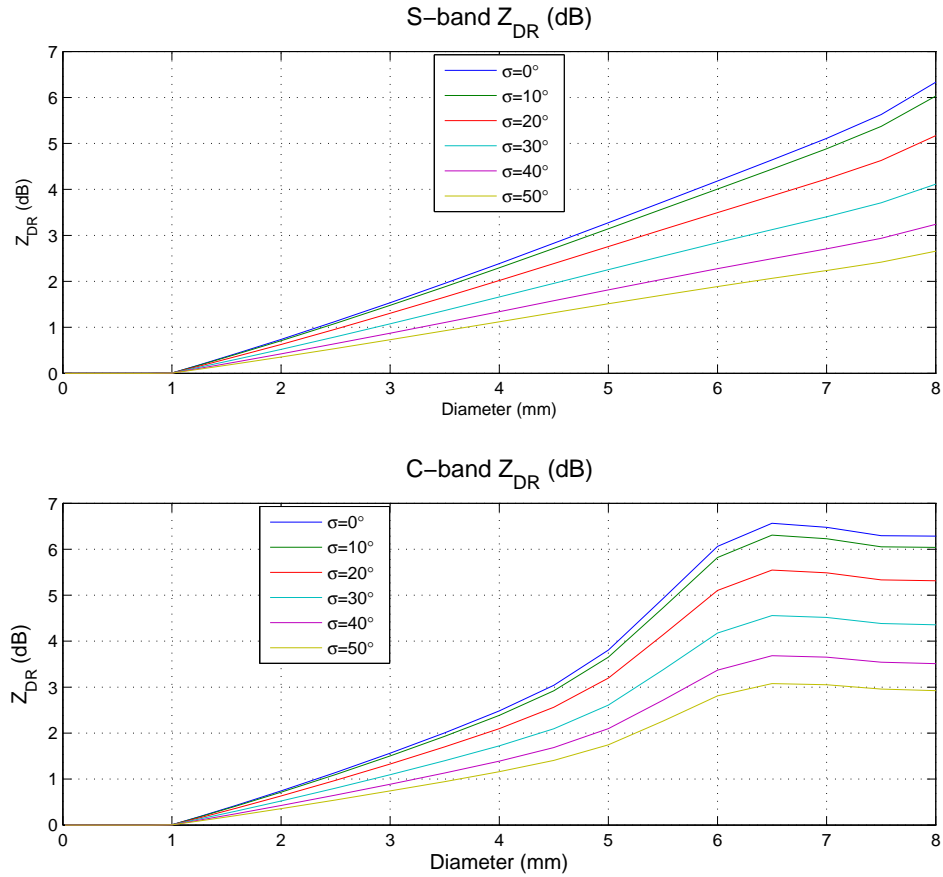 S−band Z_DR (dB)
7
6
5
4
3
2
1
0
Z_DR (dB)
σ=0°
σ=10°
σ=20°
σ=30°
σ=40°
σ=50°
0 1 2 3 4 5 6 7 8
Diameter (mm)
C−band Z_DR (dB)
7
6
5
4
3
2
1
0
Z_DR (dB)
σ=0°
σ=10°
σ=20°
σ=30°
σ=40°
σ=50°
0 1 2 3 4 5 6 7 8
Diameter (mm)